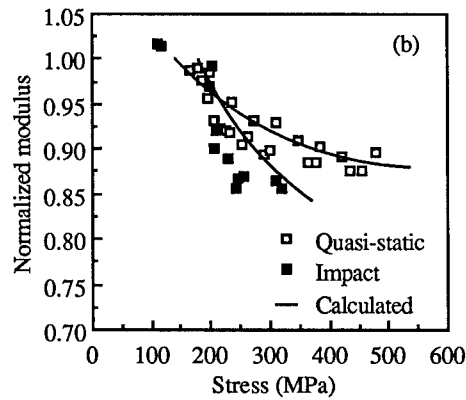 1.05
(b)
1.00
0.95
0.90
0.85
0.80
0.75
0.70
Normalized modulus
Quasi-static
Impact
Calculated
0 100 200 300 400 500 600
Stress (MPa)